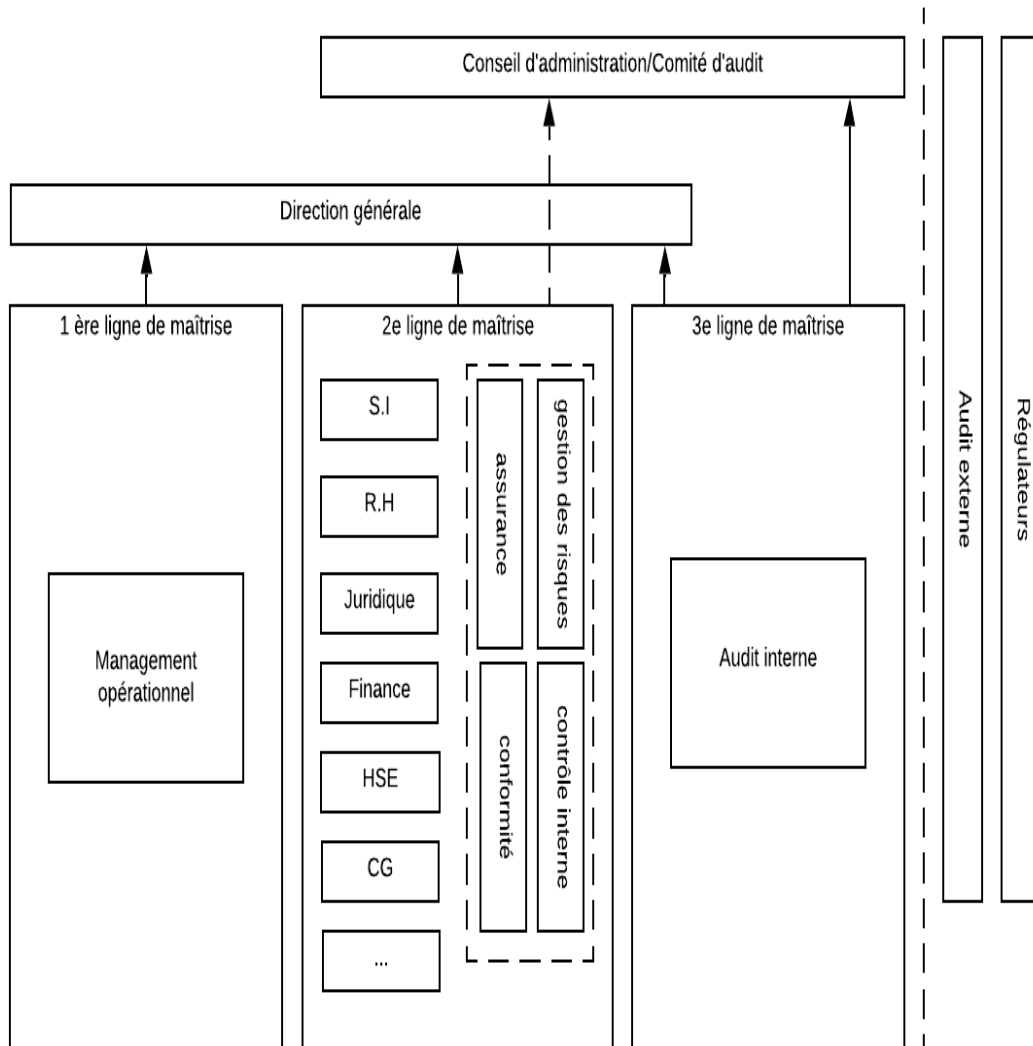 Conseil d'administration/Comité d'audit
Direction générale
1 ère ligne de maîtrise
2e ligne de maîtrise
3e ligne de maîtrise
Management
opérationnel
S.I
R.H
Juridique
Finance
HSE
CG
...
assurance
gestion des risques
conformité
contrôle interne
Audit interne
Audit externe
Régulateurs